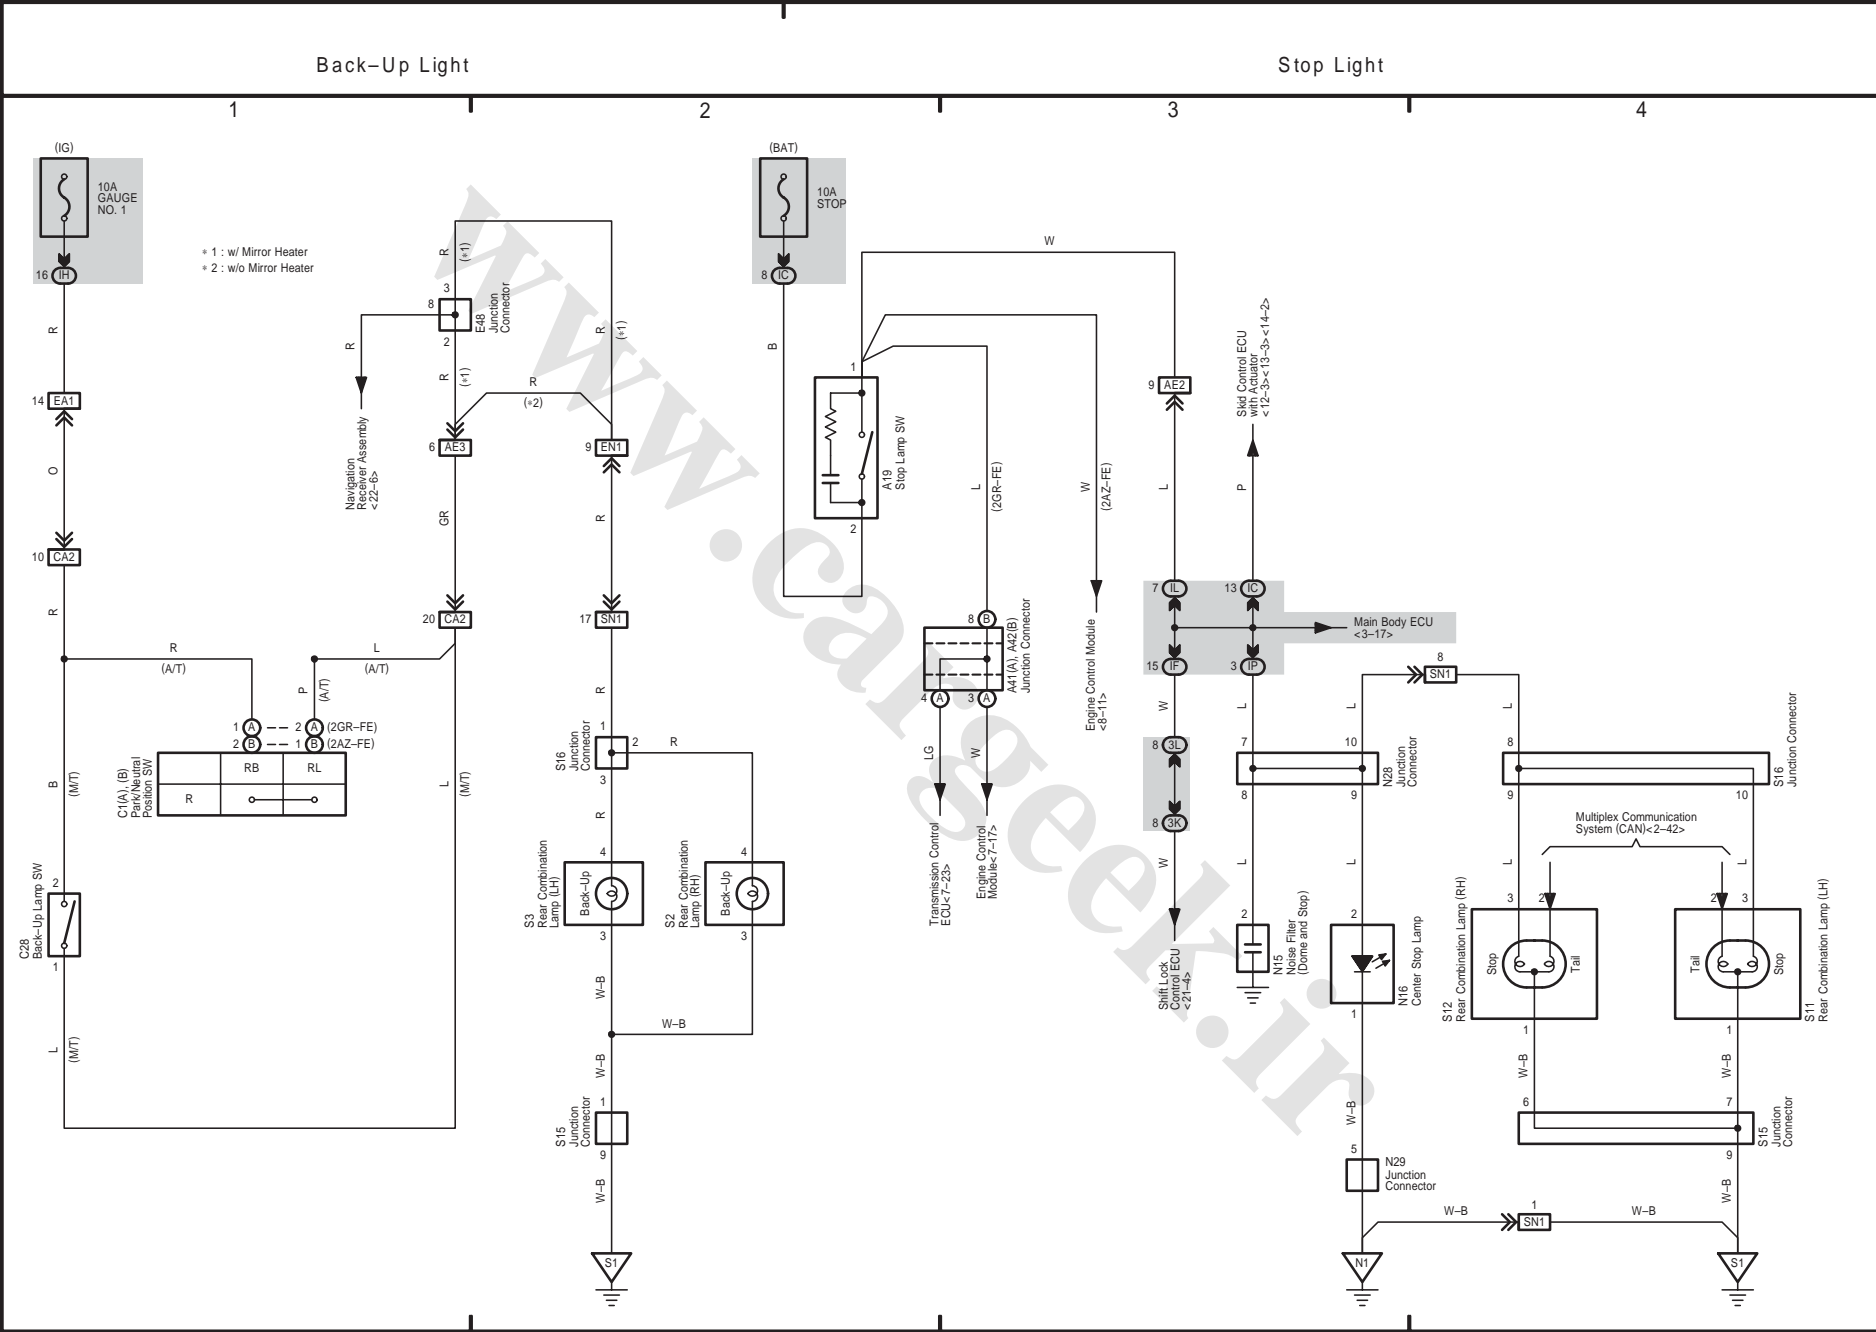 Back–Up Light
Stop Light
1
2
3
4
(IG)
10A
GAUGE
NO. 1
16 IH
∗ 1 : w/ Mirror Heater
∗ 2 : w/o Mirror Heater
R
14 EA1
O
10 CA2
R
R
(A/T)
L
(A/T)
P
(A/T)
1 A 2 A (2GR–FE)
2 B 1 B (2AZ–FE)
RB
RL
R
C1(A), (B)
Park/Neutral
Position SW
B
(M/T)
2
C28
Back–Up Lamp SW
1
L
(M/T)
L
(M/T)
R
(∗1)
3
8
E48
Junction
Connector
2
R
Navigation
Receiver Assembly
<22–6>
R
(∗1)
R
(∗2)
R
(∗1)
6 AE3
9 EN1
GR
R
20 CA2
17 SN1
R
1
2
R
S16
Junction
Connector
3
R
4
4
S3
Rear Combination
Lamp (LH)
Back–Up
S2
Rear Combination
Lamp (RH)
Back–Up
3
3
W–B
W–B
W–B
1
S15
Junction
Connector
9
W–B
S1
(BAT)
10A
STOP
8 IC
B
W
1
A19
Stop Lamp SW
2
L
(2GR–FE)
W
(2AZ–FE)
8 B
A41(A), A42(B)
Junction Connector
4 A
3 A
LG
W
Transmission Control
ECU<7–23>
Engine Control
Module<7–17>
Engine Control Module
<8–11>
9 AE2
L
P
Skid Control ECU
with Actuator
<12–3><13–3><14–2>
7 IL
13 IC
Main Body ECU
<3–17>
15 IF
3 IP
W
8 3L
8 3K
W
Shift Lock
Control ECU
<21–4>
L
L
7
10
N28
Junction
Connector
8
9
L
L
2
N15
Noise Filter
(Dome and Stop)
2
N16
Center Stop Lamp
1
W–B
5
N29
Junction
Connector
N1
8
SN1
L
8
S16
Junction Connector
9
10
Multiplex Communication
System (CAN)<2–42>
L
L
3
2
2
3
S12
Rear Combination Lamp (RH)
Stop
Tail
Tail
Stop
S11
Rear Combination Lamp (LH)
1
1
W–B
W–B
6
7
S15
Junction
Connector
9
W–B
W–B
1
SN1
W–B
S1
www.cargeek.ir